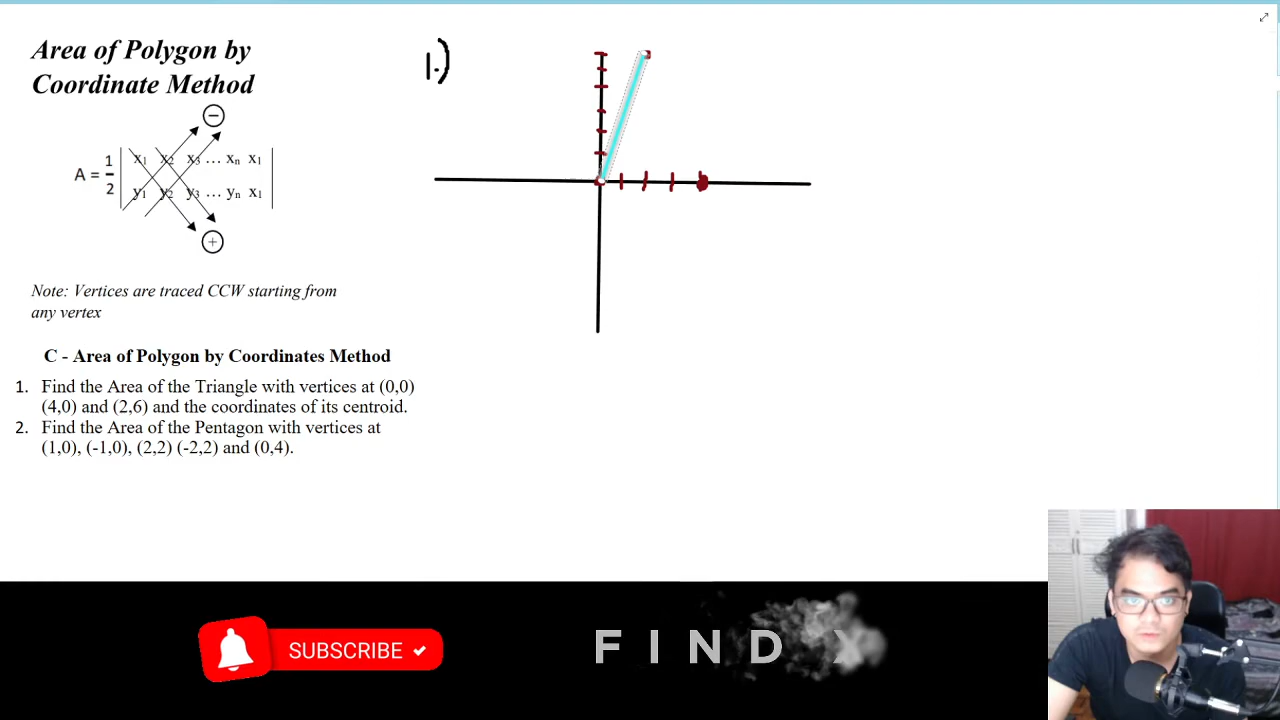 Area of Polygon by
Coordinate Method
1.)
−
A = 1/2 | x₁ x₂ x₃ … xₙ x₁ |
y₁ y₂ y₃ … yₙ x₁
+
Note: Vertices are traced CCW starting from
any vertex
C - Area of Polygon by Coordinates Method
1. Find the Area of the Triangle with vertices at (0,0)
(4,0) and (2,6) and the coordinates of its centroid.
2. Find the Area of the Pentagon with vertices at
(1,0), (-1,0), (2,2) (-2,2) and (0,4).
SUBSCRIBE
FIND X